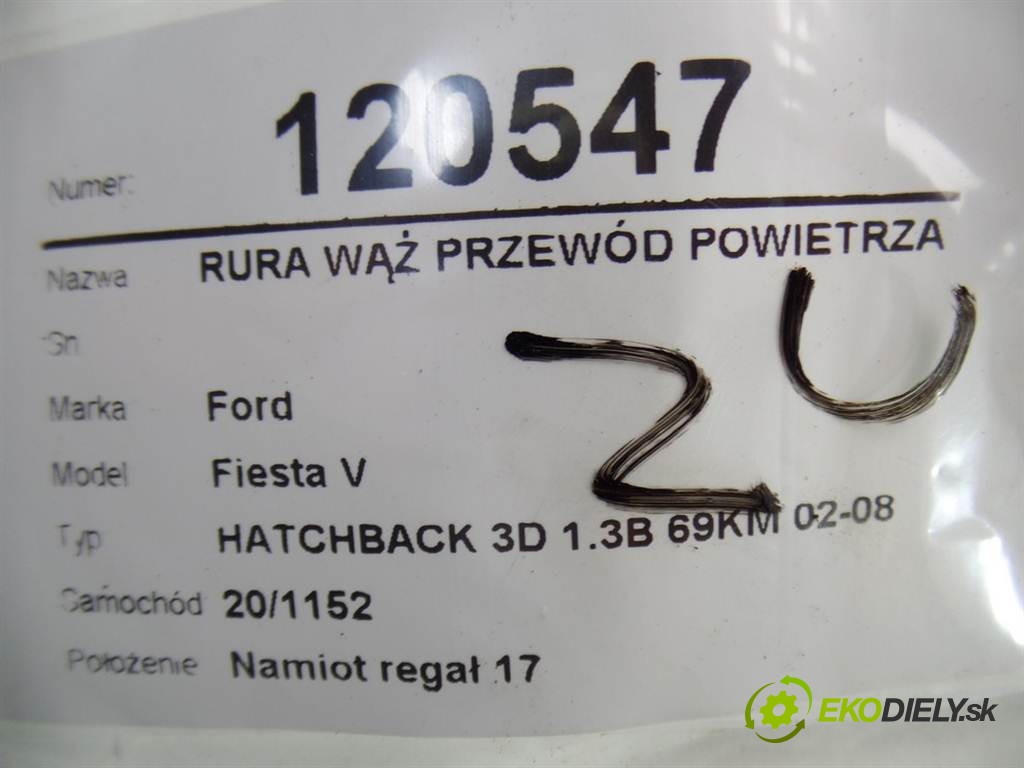 Numer: 120547
Nazwa RURA WĄŻ PRZEWÓD POWIETRZA
Sn
Marka Ford
Model Fiesta V
Typ HATCHBACK 3D 1.3B 69KM 02-08
Samochód 20/1152
Położenie Namiot regał 17
ZU
EKODIELY.sk